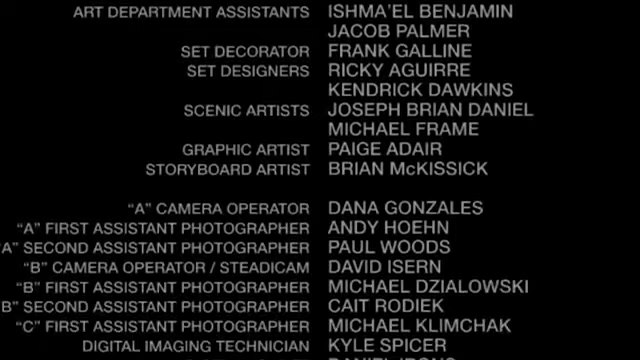 ART DEPARTMENT ASSISTANTS ISHMA'EL BENJAMIN
JACOB PALMER
SET DECORATOR FRANK GALLINE
SET DESIGNERS RICKY AGUIRRE
KENDRICK DAWKINS
SCENIC ARTISTS JOSEPH BRIAN DANIEL
MICHAEL FRAME
GRAPHIC ARTIST PAIGE ADAIR
STORYBOARD ARTIST BRIAN McKISSICK
“A” CAMERA OPERATOR DANA GONZALES
“A” FIRST ASSISTANT PHOTOGRAPHER ANDY HOEHN
“A” SECOND ASSISTANT PHOTOGRAPHER PAUL WOODS
“B” CAMERA OPERATOR / STEADICAM DAVID ISERN
“B” FIRST ASSISTANT PHOTOGRAPHER MICHAEL DZIALOWSKI
B” SECOND ASSISTANT PHOTOGRAPHER CAIT RODIEK
“C” FIRST ASSISTANT PHOTOGRAPHER MICHAEL KLIMCHAK
DIGITAL IMAGING TECHNICIAN KYLE SPICER